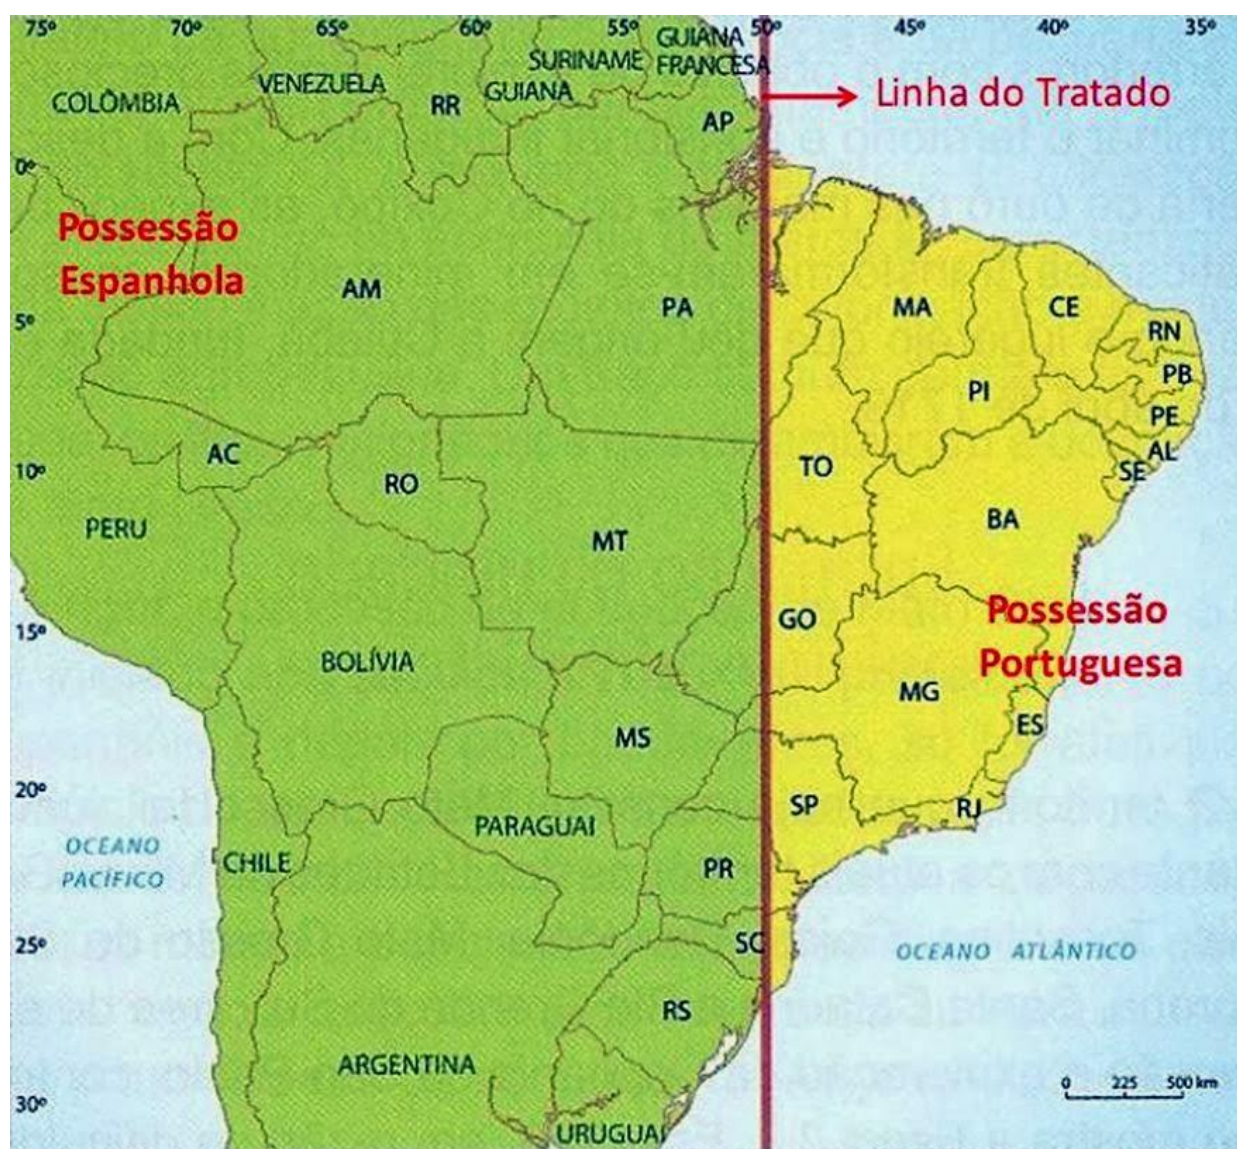 75º 70º 65º 60º 55º 50º 45º 40º 35º
GUIANA
FRANCESA
SURINAME
VENEZUELA
GUIANA
COLÔMBIA
RR
AP
Linha do Tratado
0º
Possessão
Espanhola
AM
PA
MA
CE
RN
5º
PB
PI
PE
AL
AC
TO
SE
10º
RO
PERU
MT
BA
15º
GO
Possessão
Portuguesa
BOLÍVIA
MG
MS
ES
20º
SP
RJ
PARAGUAI
OCEANO
PACÍFICO
CHILE
PR
25º
SC
OCEANO ATLÂNTICO
RS
ARGENTINA
0 225 500 km
30º
URUGUAI